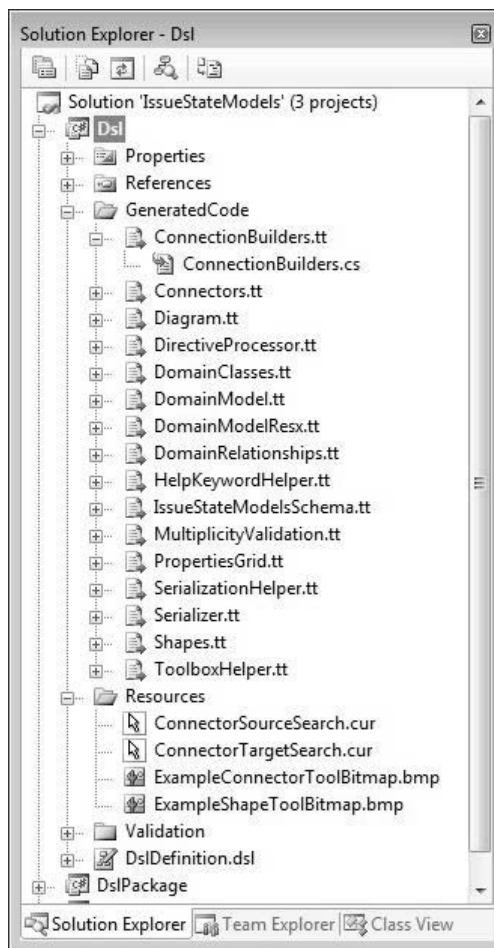 Solution Explorer - Dsl
Solution 'IssueStateModels' (3 projects)
Dsl
Properties
References
GeneratedCode
ConnectionBuilders.tt
ConnectionBuilders.cs
Connectors.tt
Diagram.tt
DirectiveProcessor.tt
DomainClasses.tt
DomainModel.tt
DomainModelResx.tt
DomainRelationships.tt
HelpKeywordHelper.tt
IssueStateModelsSchema.tt
MultiplicityValidation.tt
PropertiesGrid.tt
SerializationHelper.tt
Serializer.tt
Shapes.tt
ToolboxHelper.tt
Resources
ConnectorSourceSearch.cur
ConnectorTargetSearch.cur
ExampleConnectorToolBitmap.bmp
ExampleShapeToolBitmap.bmp
Validation
DslDefinition.dsl
DslPackage
Solution Explorer Team Explorer Class View